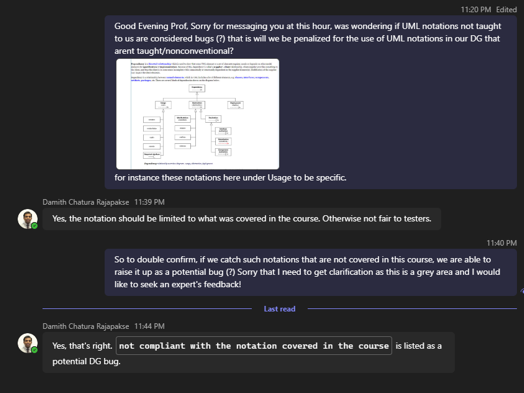 11:20 PM Edited
Good Evening Prof, Sorry for messaging you at this hour, was wondering if UML notations not taught
to us are considered bugs (?) that is will we be penalized for the use of UML notations in our DG that
arent taught/nonconventional?
for instance these notations here under Usage to be specific.
Damith Chatura Rajapakse 11:39 PM
Yes, the notation should be limited to what was covered in the course. Otherwise not fair to testers.
11:40 PM
So to double confirm, if we catch such notations that are not covered in this course, we are able to
raise it up as a potential bug (?) Sorry that I need to get clarification as this is a grey area and I would
like to seek an expert's feedback!
Last read
Damith Chatura Rajapakse 11:44 PM
Yes, that's right. not compliant with the notation covered in the course is listed as a
potential DG bug.